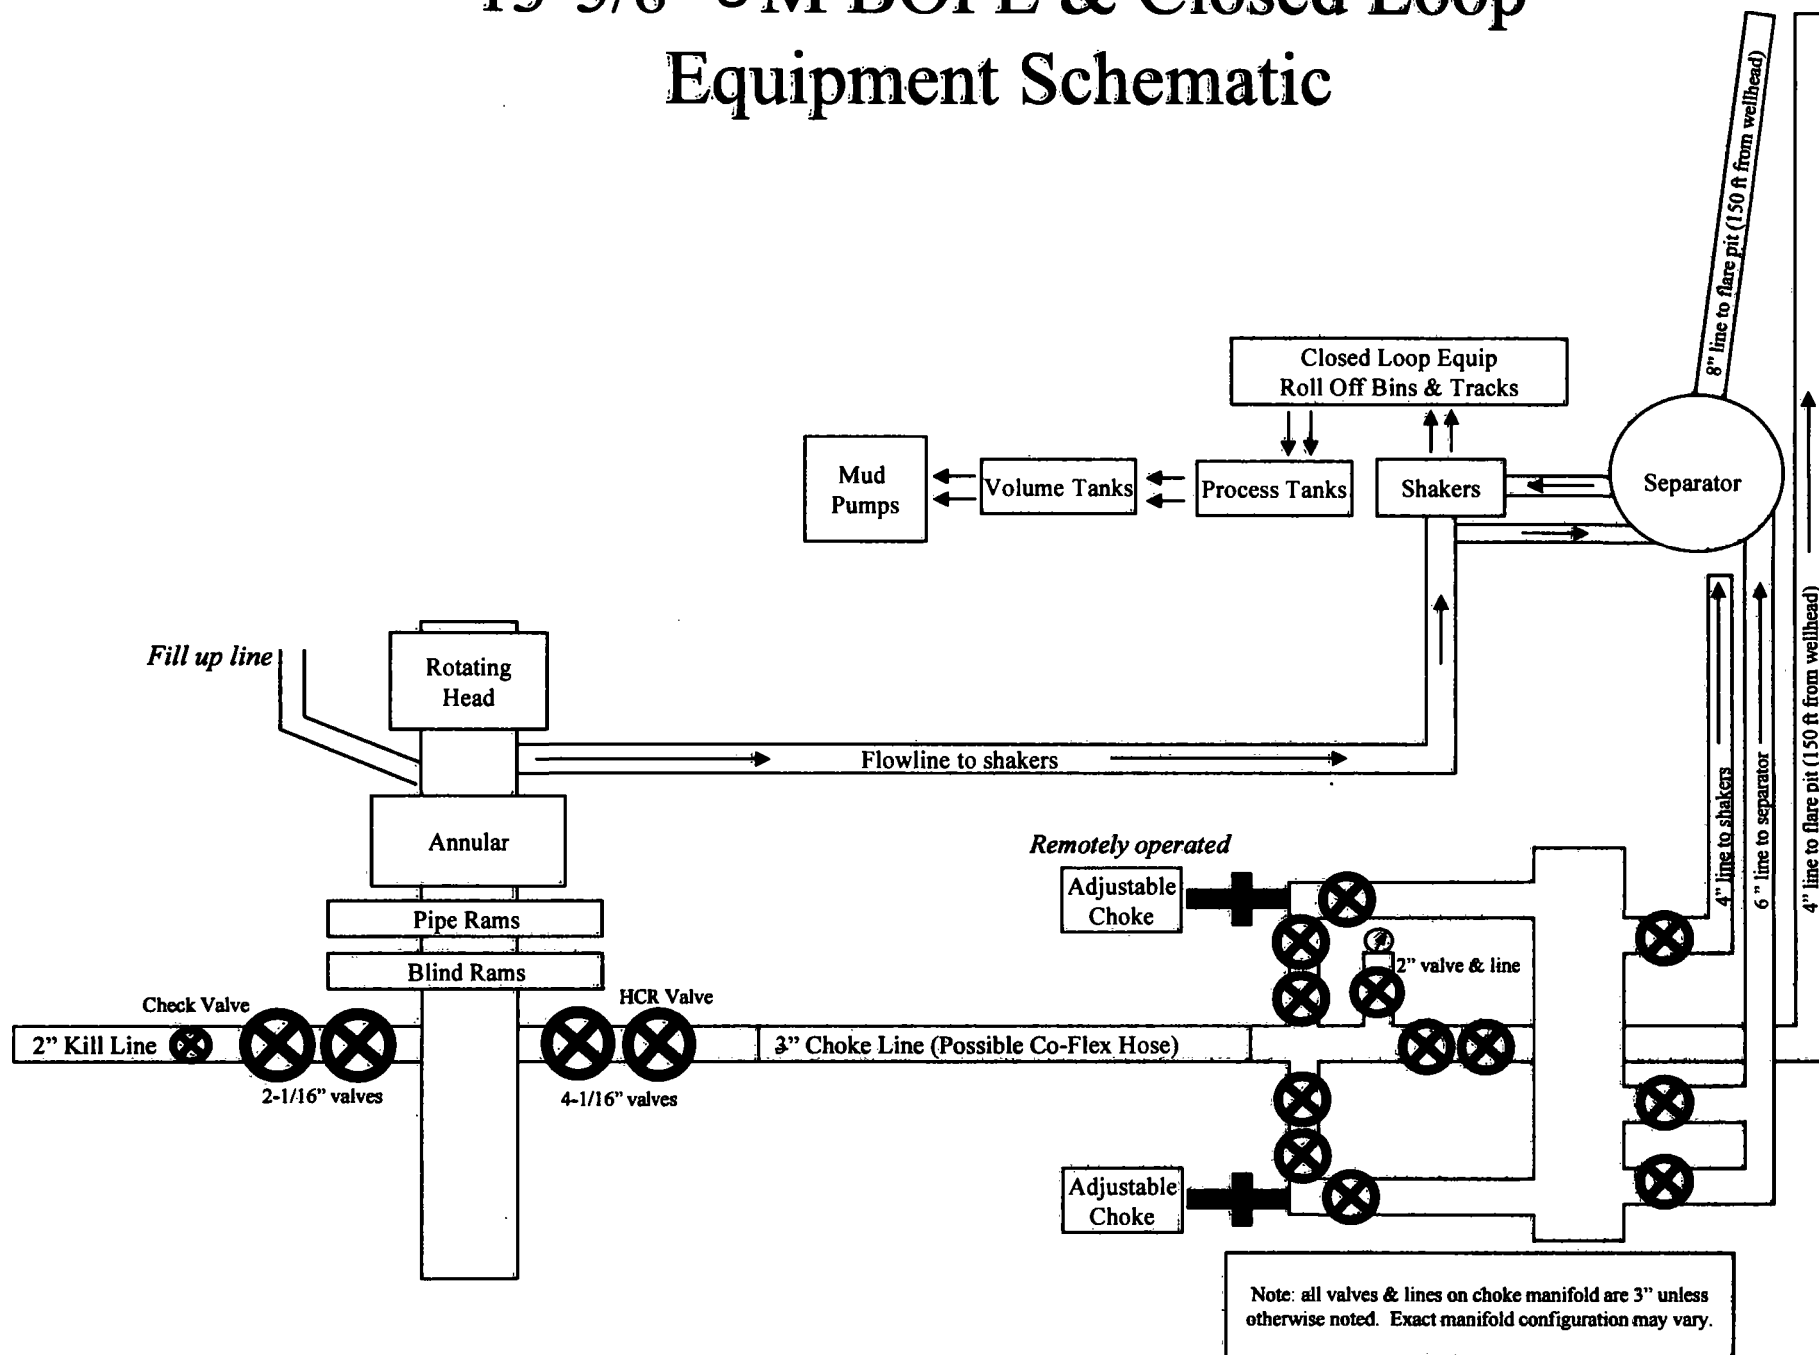 BOPE & Closed Loop
Equipment Schematic
8” line to flare pit (150 ft from wellhead)
Closed Loop Equip
Roll Off Bins & Tracks
Mud
Pumps
Volume Tanks
Process Tanks
Shakers
Separator
Fill up line
Rotating
Head
Flowline to shakers
4” line to shakers
6” line to separator
4” line to flare pit (150 ft from wellhead)
Annular
Remotely operated
Adjustable
Choke
Pipe Rams
Blind Rams
2” valve & line
Check Valve
HCR Valve
2” Kill Line
3” Choke Line (Possible Co-Flex Hose)
2-1/16” valves
4-1/16” valves
Adjustable
Choke
Note: all valves & lines on choke manifold are 3” unless
otherwise noted. Exact manifold configuration may vary.